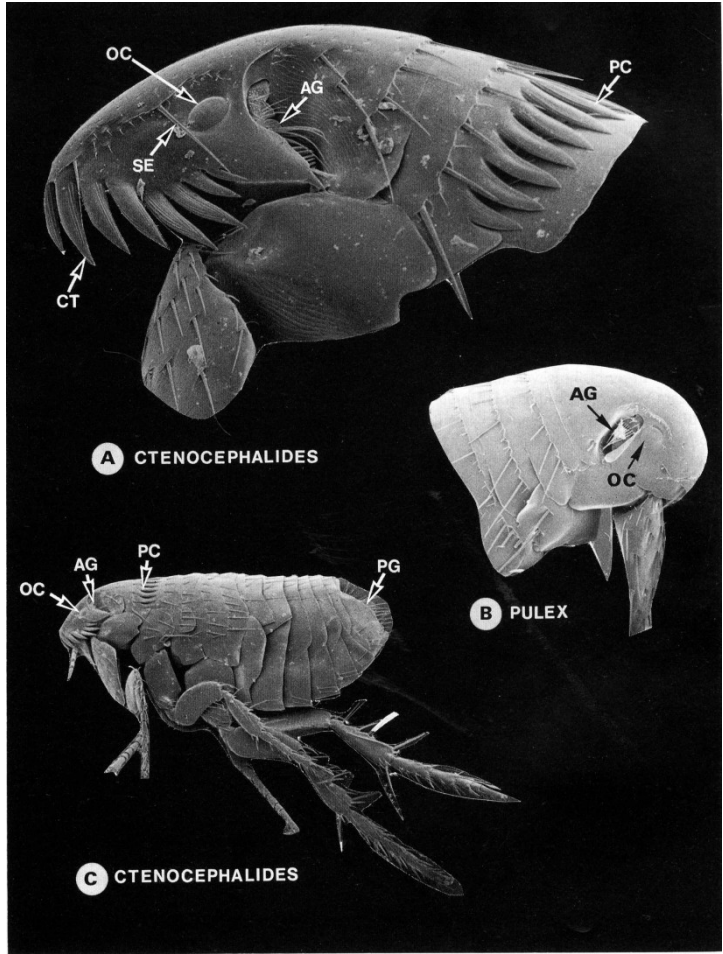 OC
AG
PC
SE
CT
A CTENOCEPHALIDES
AG
OC
B PULEX
OC
AG
PC
PG
C CTENOCEPHALIDES